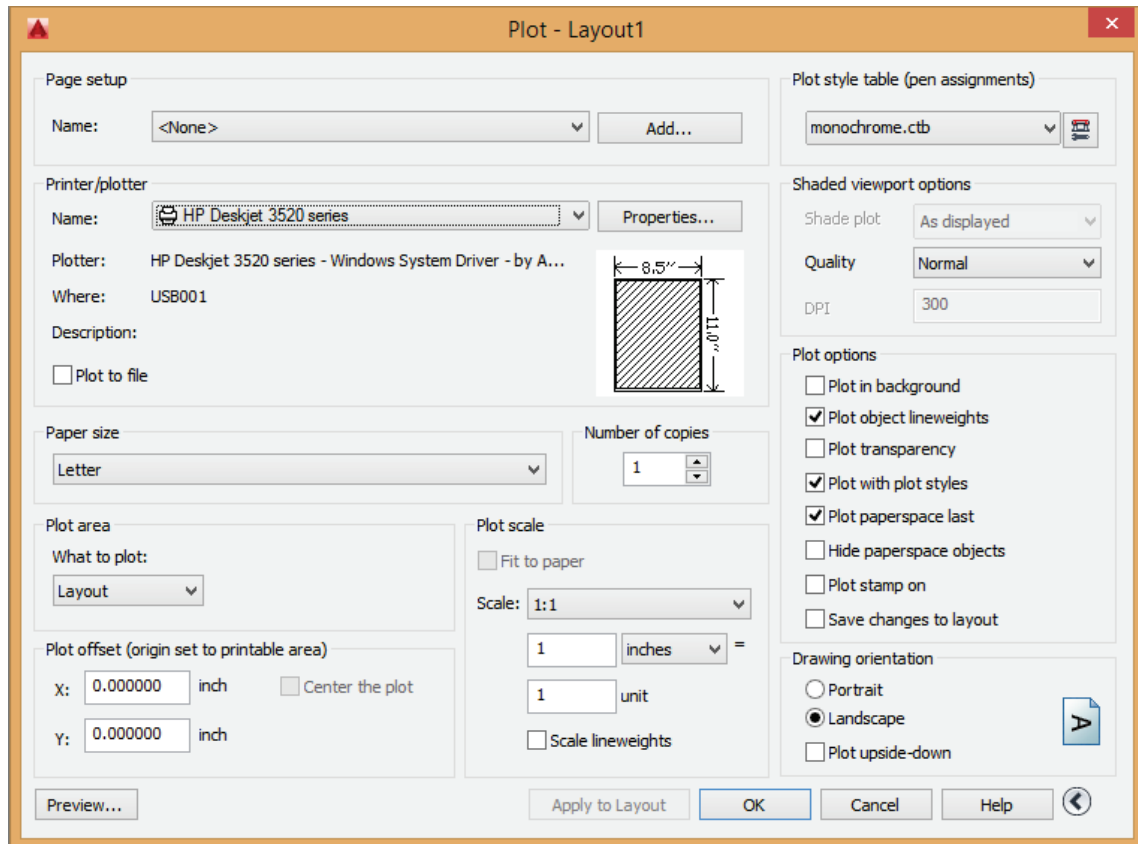 Plot - Layout1
Page setup
Name:
<None>
Add...
Plot style table (pen assignments)
monochrome.ctb
Printer/plotter
Name:
HP Deskjet 3520 series
Properties...
Plotter:
HP Deskjet 3520 series - Windows System Driver - by A...
Where:
USB001
Description:
Plot to file
8.5″
11.0″
Shaded viewport options
Shade plot
As displayed
Quality
Normal
DPI
300
Paper size
Letter
Number of copies
1
Plot options
Plot in background
Plot object lineweights
Plot transparency
Plot with plot styles
Plot paperspace last
Hide paperspace objects
Plot stamp on
Save changes to layout
Plot area
What to plot:
Layout
Plot scale
Fit to paper
Scale:
1:1
1
inches
=
1
unit
Scale lineweights
Plot offset (origin set to printable area)
X:
0.000000
inch
Center the plot
Y:
0.000000
inch
Drawing orientation
Portrait
Landscape
Plot upside-down
A
Preview...
Apply to Layout
OK
Cancel
Help